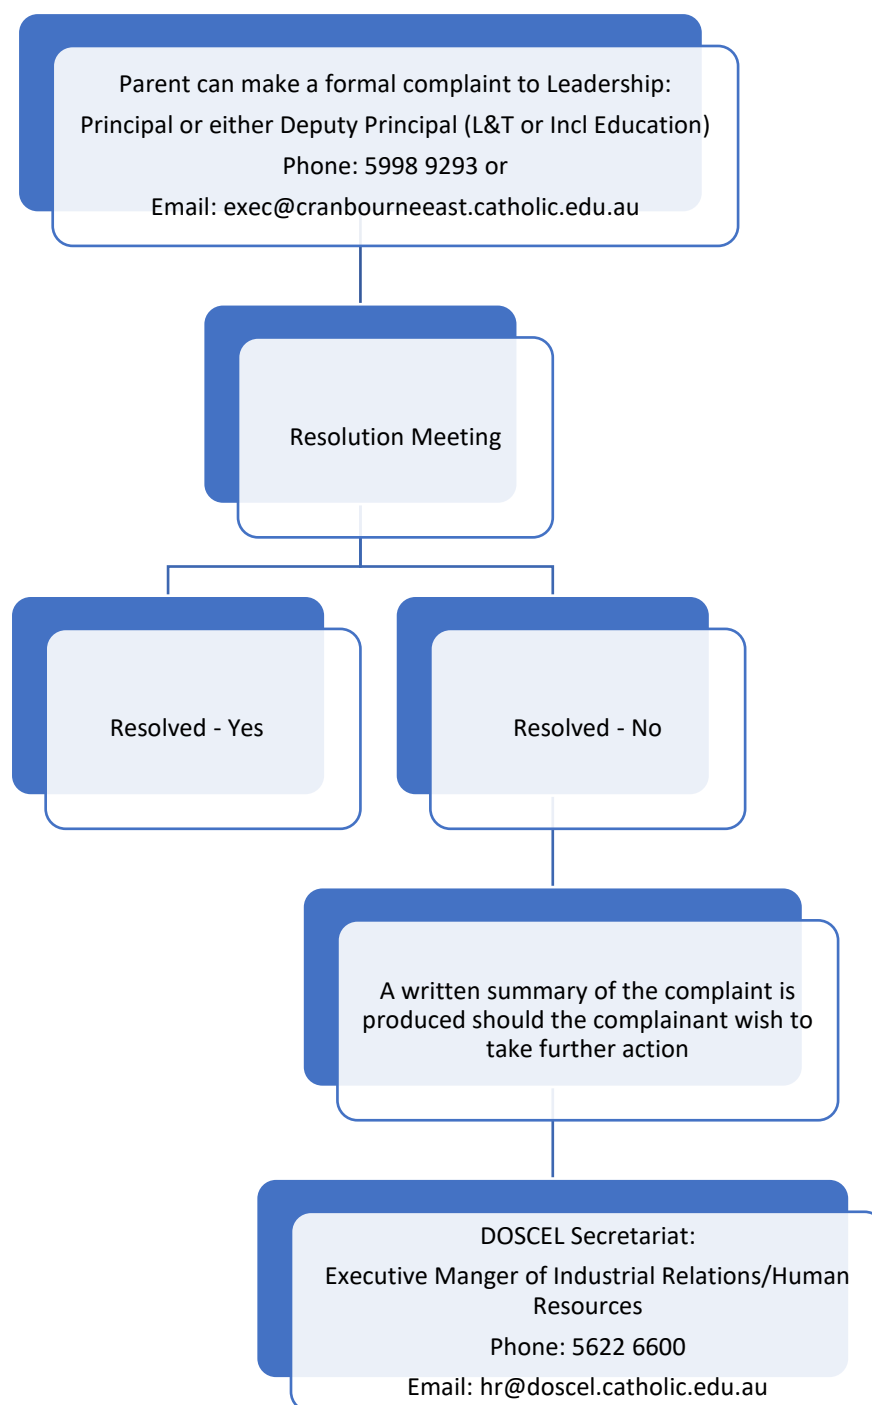 Parent can make a formal complaint to Leadership:
Principal or either Deputy Principal (L&T or Incl Education)
Phone: 5998 9293 or
Email: exec@cranbourneeast.catholic.edu.au
Resolution Meeting
Resolved - Yes
Resolved - No
A written summary of the complaint is
produced should the complainant wish to
take further action
DOSCEL Secretariat:
Executive Manger of Industrial Relations/Human
Resources
Phone: 5622 6600
Email: hr@doscel.catholic.edu.au